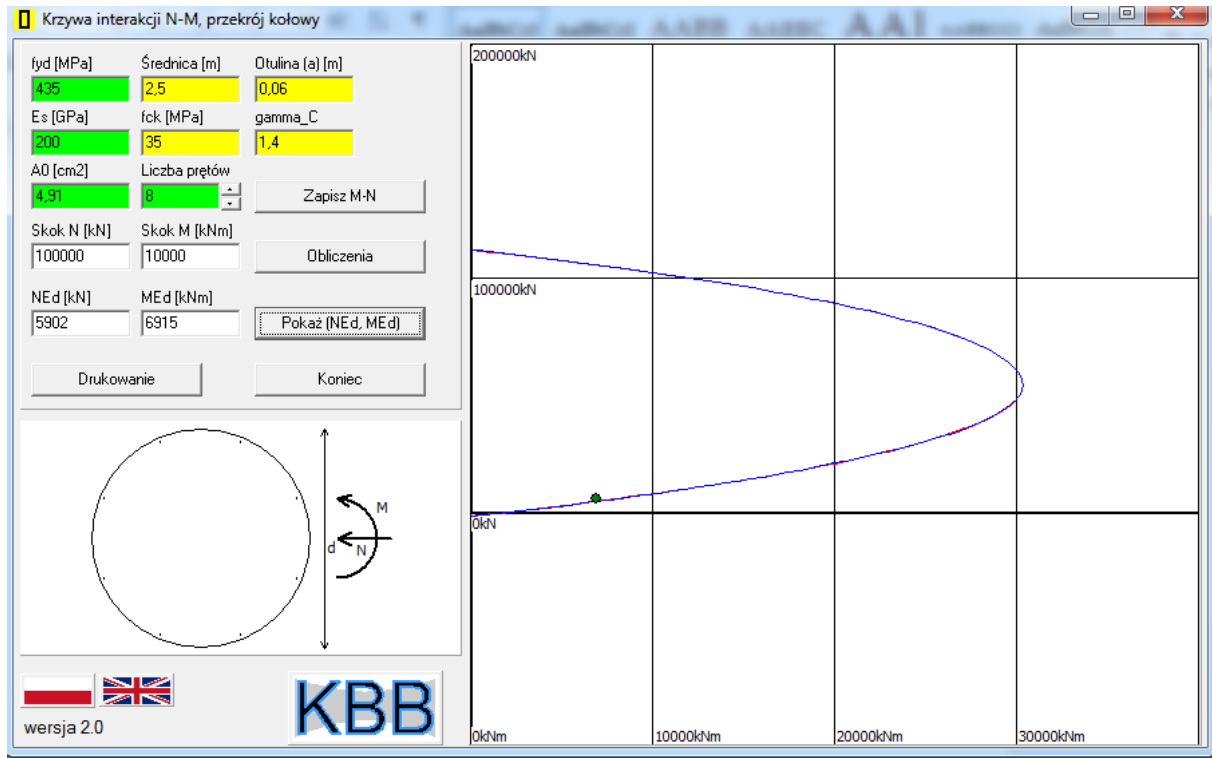 Krzywa interakcji N-M, przekrój kołowy
fyd [MPa] Średnica [m] Otulina (a) [m]
435 2,5 0,06
Es [GPa] fck [MPa] gamma_C
200 35 1,4
A0 [cm2] Liczba prętów
4,91 8 Zapisz M-N
Skok N [kN] Skok M [kNm]
100000 10000 Obliczenia
NEd [kN] MEd [kNm]
5902 6915 Pokaż (NEd, MEd)
Drukowanie Koniec
M
d N
wersja 2.0
KBB
200000kN
100000kN
0kN
0kNm 10000kNm 20000kNm 30000kNm